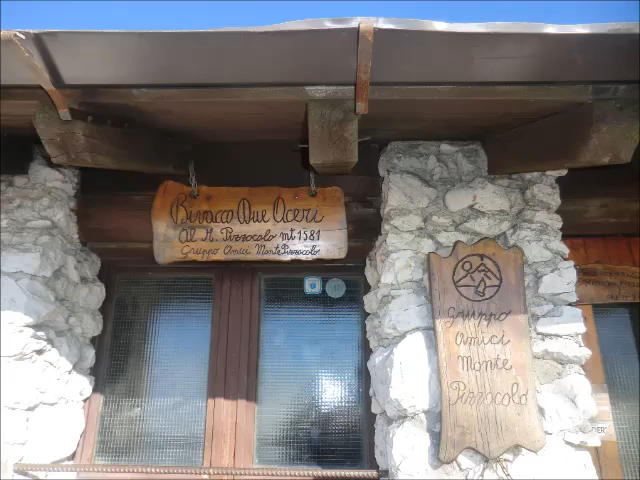 Bivacco Due Aceri
Al M. Pizzocolo mt 1581
Gruppo Amici Monte Pizzocolo
Gruppo
Amici
Monte
Pizzocolo